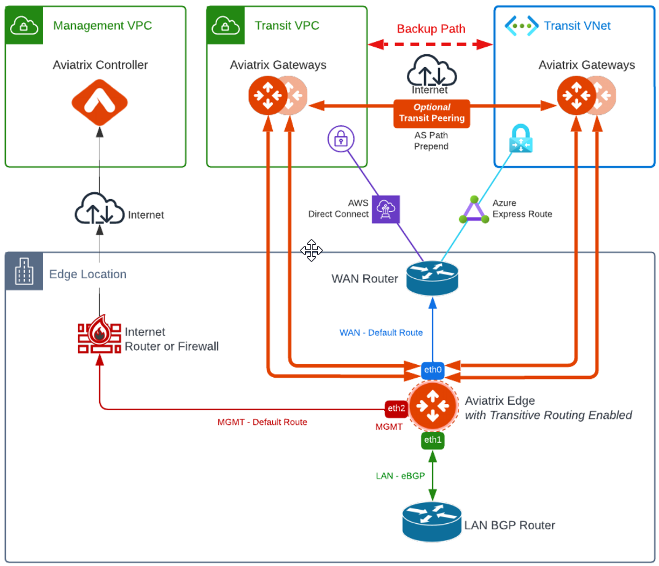 Management VPC
Transit VPC
Transit VNet
Backup Path
Aviatrix Controller
Aviatrix Gateways
Internet
Aviatrix Gateways
Optional
Transit Peering
AS Path
Prepend
Internet
AWS
Direct Connect
Azure
Express Route
Edge Location
WAN Router
Internet
Router or Firewall
WAN - Default Route
eth0
Aviatrix Edge
with Transitive Routing Enabled
eth2
MGMT
MGMT - Default Route
eth1
LAN - eBGP
LAN BGP Router